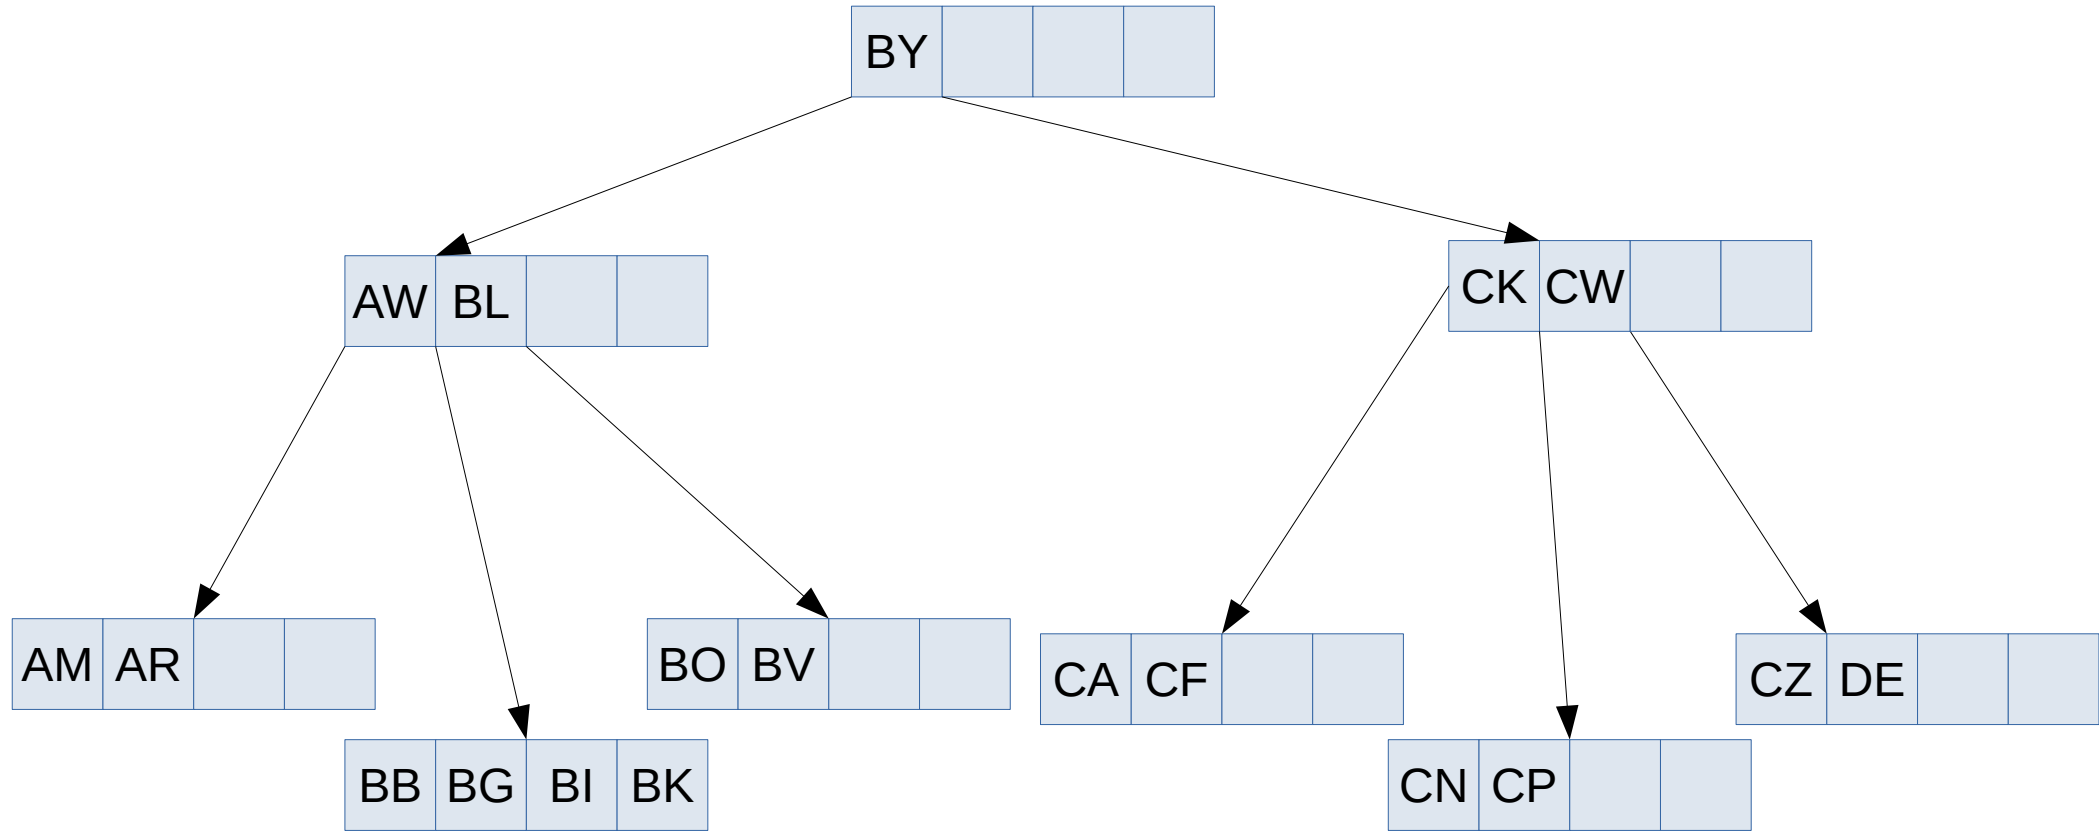 BY
AW BL
CK CW
AM AR
BO BV
CA CF
CZ DE
BB BG BI BK
CN CP